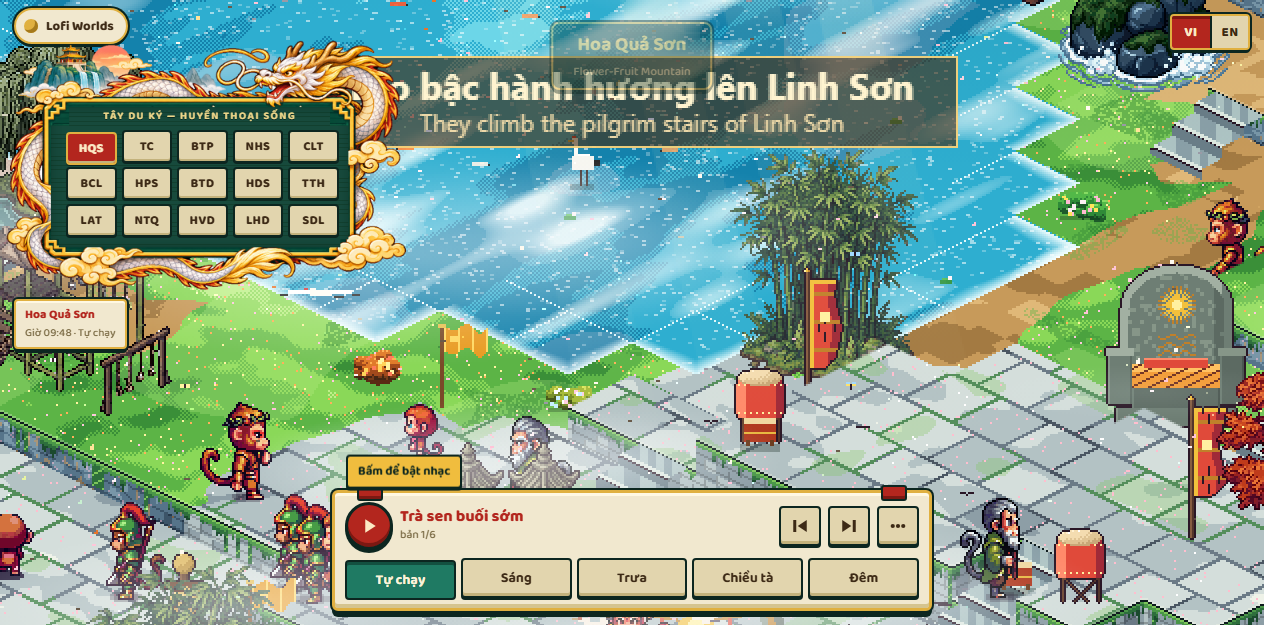 Lofi Worlds
VI EN
Hoa Quả Sơn
Flower-Fruit Mountain
bậc hành hương lên Linh Sơn
They climb the pilgrim stairs of Linh Sơn
TÂY DU KÝ — HUYỀN THOẠI SỐNG
HQS TC BTP NHS CLT
BCL HPS BTD HDS TTH
LAT NTQ HVD LHD SDL
Hoa Quả Sơn
Giờ 09:48 · Tự chạy
Bấm để bật nhạc
Trà sen buổi sớm
bản 1/6
Tự chạy Sáng Trưa Chiều tà Đêm